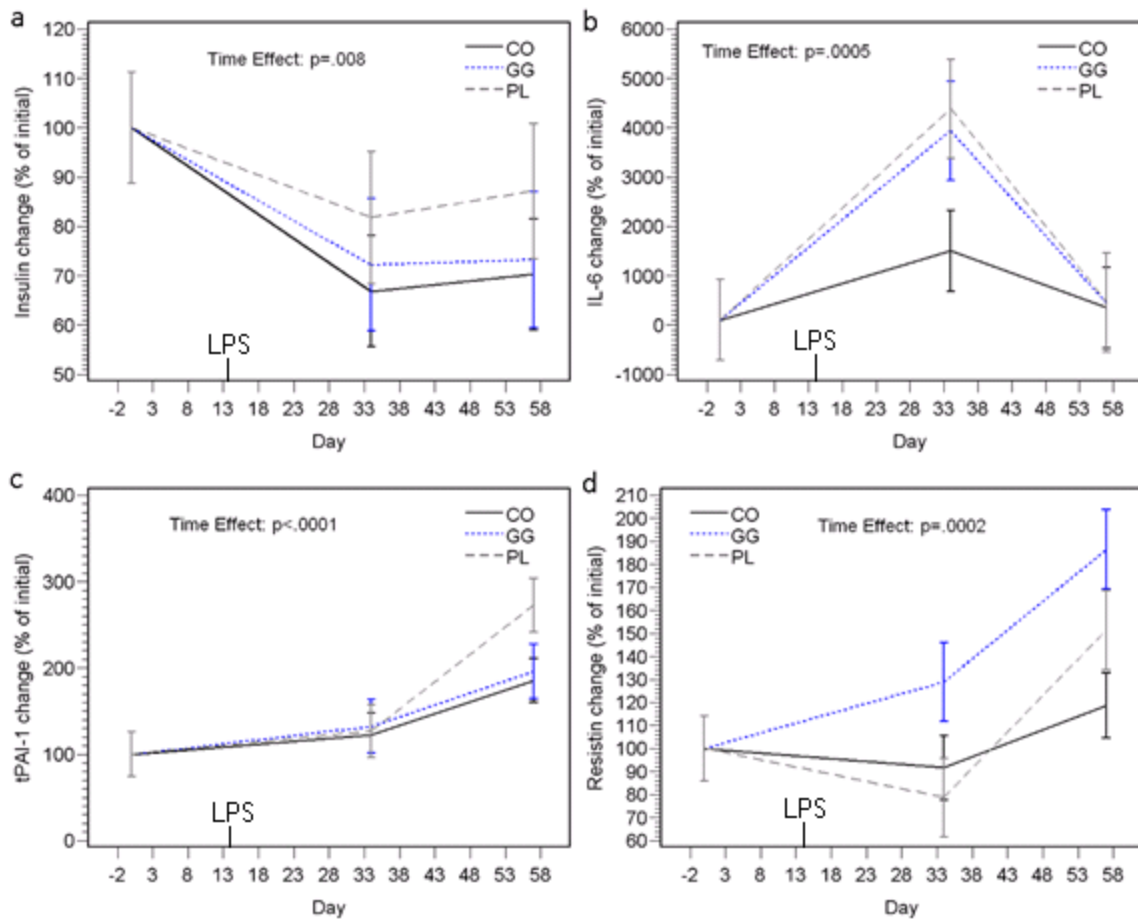 a
120
110
100
90
80
70
60
50
Insulin change (% of initial)
Time Effect: p=.008
CO
GG
PL
LPS
-2 3 8 13 18 23 28 33 38 43 48 53 58
Day
b
6000
5000
4000
3000
2000
1000
0
-1000
IL-6 change (% of initial)
Time Effect: p=.0005
CO
GG
PL
LPS
-2 3 8 13 18 23 28 33 38 43 48 53 58
Day
c
400
300
200
100
0
tPAI-1 change (% of initial)
Time Effect: p<.0001
CO
GG
PL
LPS
-2 3 8 13 18 23 28 33 38 43 48 53 58
Day
d
210
200
190
180
170
160
150
140
130
120
110
100
90
80
70
60
Resistin change (% of initial)
CO
GG
PL
Time Effect: p=.0002
LPS
-2 3 8 13 18 23 28 33 38 43 48 53 58
Day